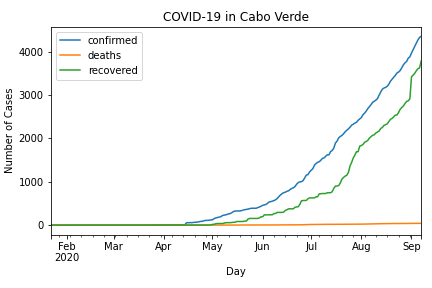 COVID-19 in Cabo Verde
confirmed
deaths
recovered
Number of Cases
4000
3000
2000
1000
0
Feb Mar Apr May Jun Jul Aug Sep
2020
Day